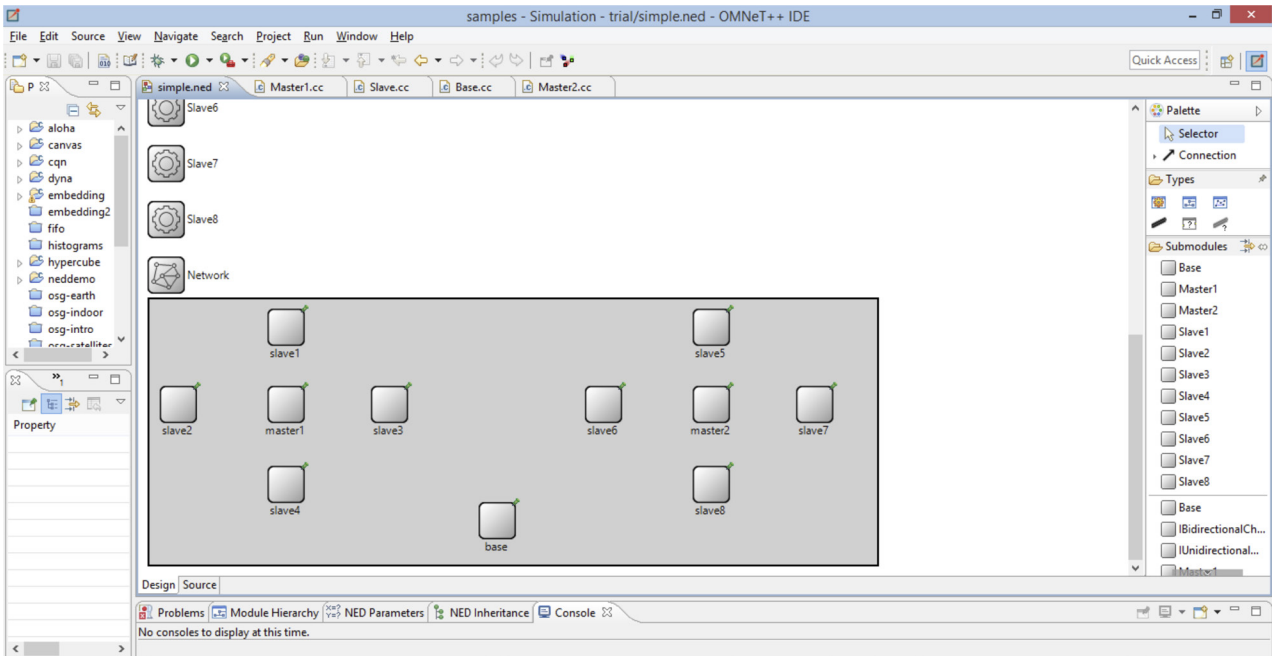 samples - Simulation - trial/simple.ned - OMNeT++ IDE
File Edit Source View Navigate Search Project Run Window Help
Quick Access
P
aloha
canvas
cqn
dyna
embedding
embedding2
fifo
histograms
hypercube
neddemo
osg-earth
osg-indoor
osg-intro
osg-satellites
simple.ned Master1.cc Slave.cc Base.cc Master2.cc
Slave6
Slave7
Slave8
Network
slave1 slave5
slave2 master1 slave3 slave6 master2 slave7
slave4 slave8
base
Design Source
Palette
Selector
Connection
Types
Submodules
Base
Master1
Master2
Slave1
Slave2
Slave3
Slave4
Slave5
Slave6
Slave7
Slave8
Base
IBidirectionalCh...
IUnidirectional...
Master1
»1
Property
Problems Module Hierarchy NED Parameters NED Inheritance Console
No consoles to display at this time.